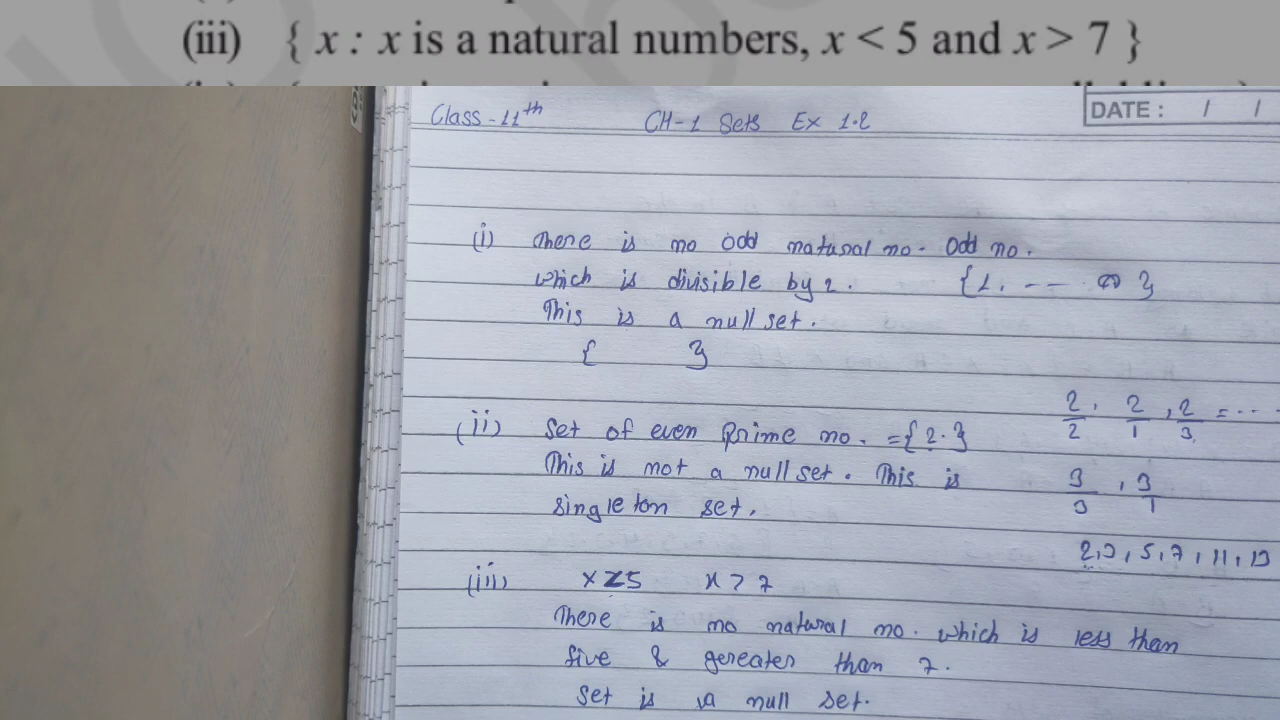 (iii) { x : x is a natural numbers, x < 5 and x > 7 }
DATE : / /
Class - 11th CH-1 Sets Ex 1.2
(i) There is no odd natural no. Odd no.
which is divisible by 2. {1, -- ∞ }
This is a null set.
{ }
2/2, 2/1, 2/3 = ...
(ii) Set of even Prime no. = {2.}
This is not a null set. This is
3/3, 3/1
singleton set.
2,3, 5, 7, 11, 13
(iii) x < 5 x > 7
There is no natural no. which is less than
five & gereater than 7.
Set is a null set.